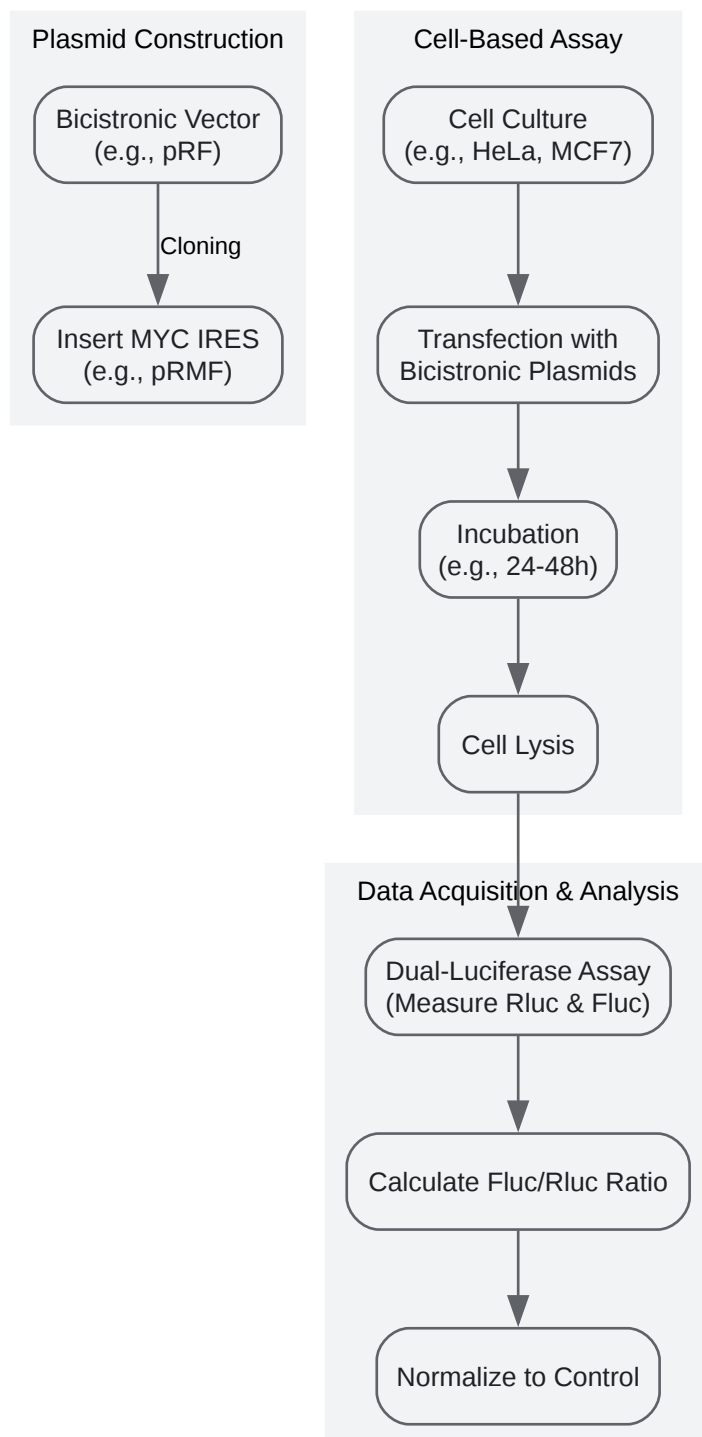 Plasmid Construction
Bicistronic Vector
(e.g., pRF)
Cloning
Insert MYC IRES
(e.g., pRMF)
Cell-Based Assay
Cell Culture
(e.g., HeLa, MCF7)
Transfection with
Bicistronic Plasmids
Incubation
(e.g., 24-48h)
Cell Lysis
Data Acquisition & Analysis
Dual-Luciferase Assay
(Measure Rluc & Fluc)
Calculate Fluc/Rluc Ratio
Normalize to Control